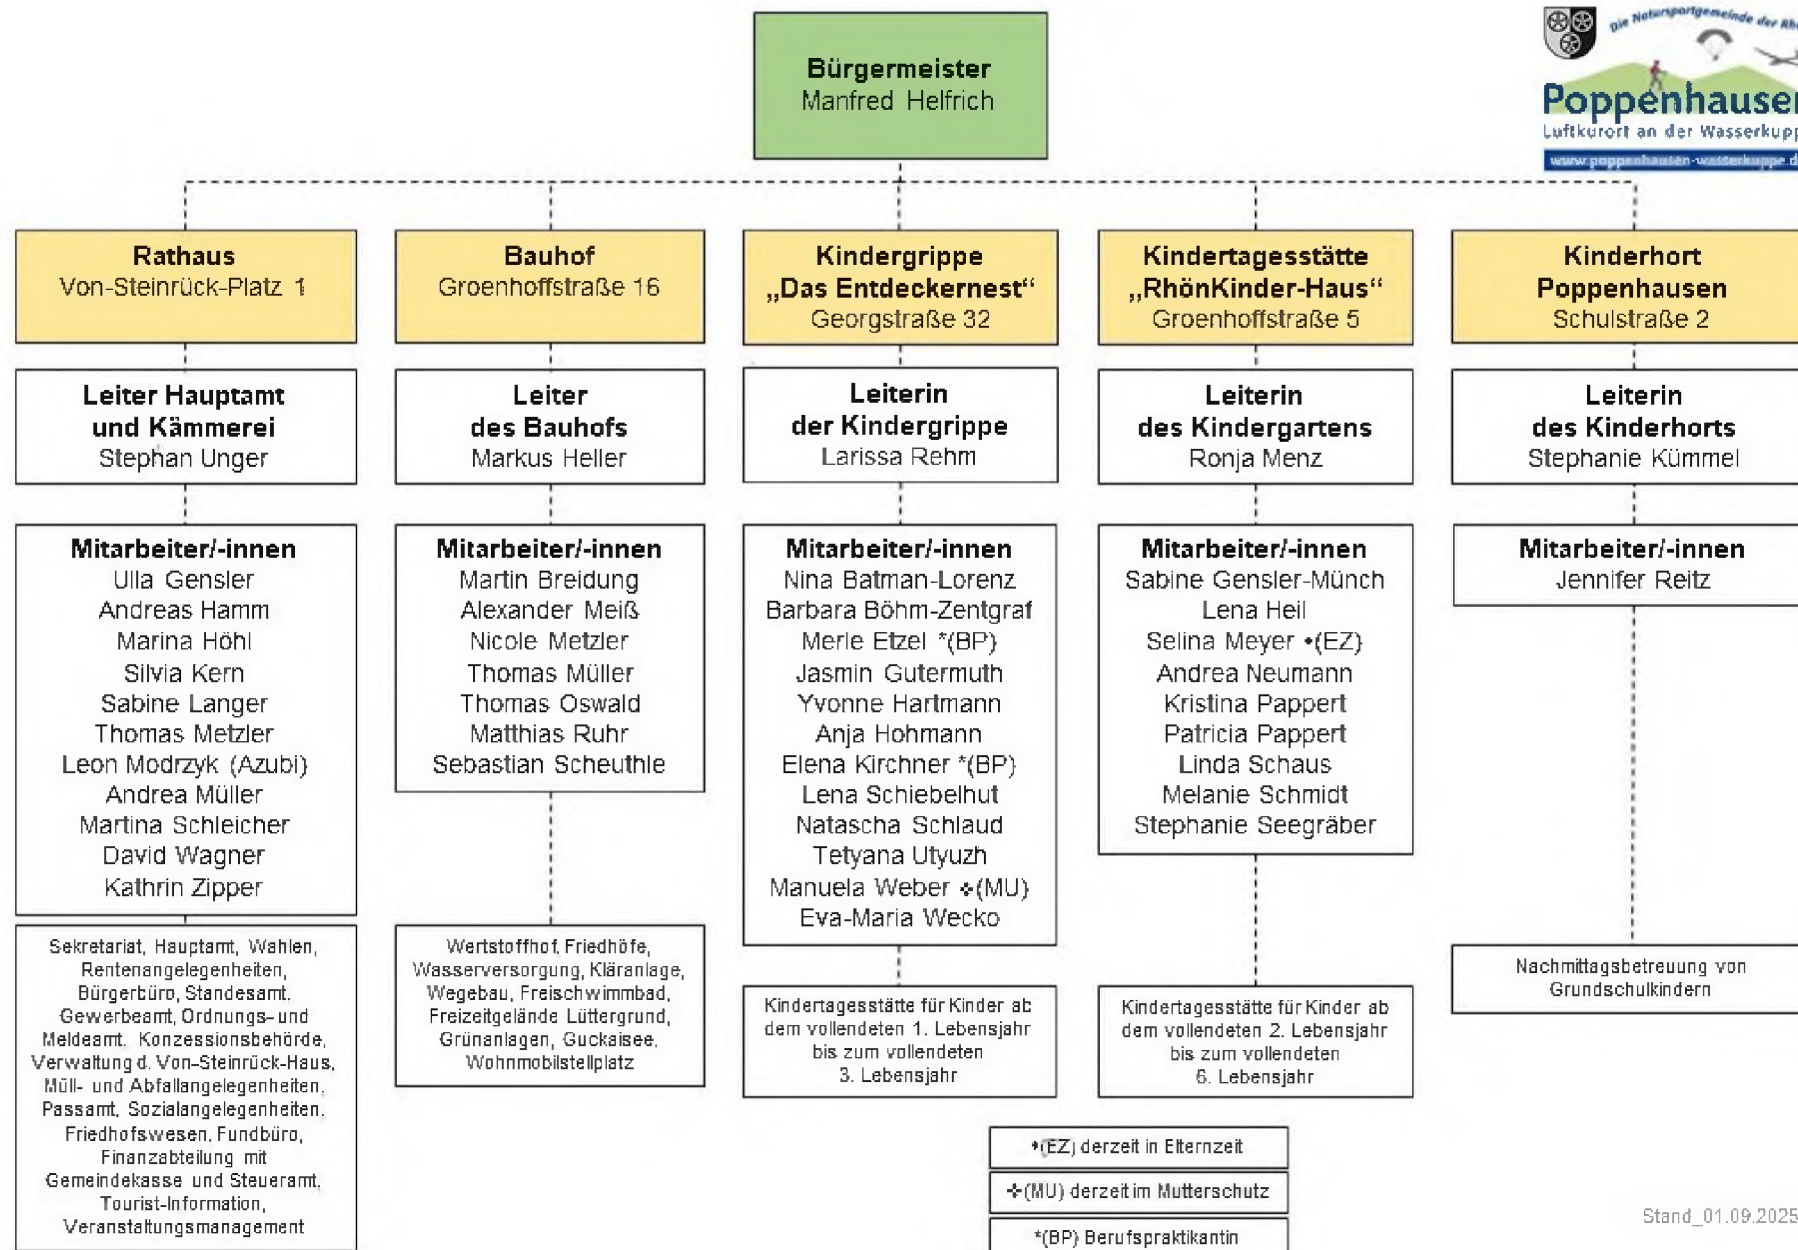 Bürgermeister
Manfred Helfrich
Die Natursportgemeinde der
Poppenhausen
Luftkurort an der
www.poppenhausen-wasserkuppe.d
Rathaus
Von-Steinrück-Platz 1
Leiter Hauptamt
und Kämmerei
Stephan Unger
Mitarbeiter/-innen
Ulla Gensler
Andreas Hamm
Marina Höhl
Silvia Kern
Sabine Langer
Thomas Metzler
Leon Modrzyk (Azubi)
Andrea Müller
Martina Schleicher
David Wagner
Kathrin Zipper
Sekretariat, Hauptamt, Wahlen,
Rentenangelegenheiten,
Bürgerbüro, Standesamt,
Gewerbeamt, Ordnungs- und
Meldeamt, Konzessionsbehörde,
Verwaltung d. Von-Steinrück-Haus,
Müll- und Abfallangelegenheiten,
Passamt, Sozialangelegenheiten,
Friedhofswesen, Fundbüro,
Finanzabteilung mit
Gemeindekasse und Steueramt,
Tourist-Information,
Veranstaltungsmanagement
Bauhof
Groenhoffstraße 16
Leiter
des Bauhofs
Markus Heller
Mitarbeiter/-innen
Martin Breidung
Alexander Meiß
Nicole Metzler
Thomas Müller
Thomas Oswald
Matthias Ruhr
Sebastian Scheuthle
Wertstoffhof, Friedhöfe,
Wasserversorgung, Kläranlage,
Wegebau, Freischwimmbad,
Freizeitgelände Lüttergrund,
Grünanlagen, Guckaisee,
Wohnmobilstellplatz
Kindergrippe
„Das Entdeckernest“
Georgstraße 32
Leiterin
der Kindergrippe
Larissa Rehm
Mitarbeiter/-innen
Nina Batman-Lorenz
Barbara Böhm-Zentgraf
Merle Etzel *(BP)
Jasmin Gutermuth
Yvonne Hartmann
Anja Hohmann
Elena Kirchner *(BP)
Lena Schiebelhut
Natascha Schlaud
Tetyana Utyuzh
Manuela Weber ✣(MU)
Eva-Maria Wecko
Kindertagesstätte für Kinder ab
dem vollendeten 1. Lebensjahr
bis zum vollendeten
3. Lebensjahr
Kindertagesstätte
„RhönKinder-Haus“
Groenhoffstraße 5
Leiterin
des Kindergartens
Ronja Menz
Mitarbeiter/-innen
Sabine Gensler-Münch
Lena Heil
Selina Meyer •(EZ)
Andrea Neumann
Kristina Pappert
Patricia Pappert
Linda Schaus
Melanie Schmidt
Stephanie Seegräber
Kindertagesstätte für Kinder ab
dem vollendeten 2. Lebensjahr
bis zum vollendeten
6. Lebensjahr
Kinderhort
Poppenhausen
Schulstraße 2
Leiterin
des Kinderhorts
Stephanie Kümmel
Mitarbeiter/-innen
Jennifer Reitz
Nachmittagsbetreuung von
Grundschulkindern
•(EZ) derzeit in Elternzeit
✣(MU) derzeit im Mutterschutz
*(BP) Berufspraktikantin
Stand_01.09.2025